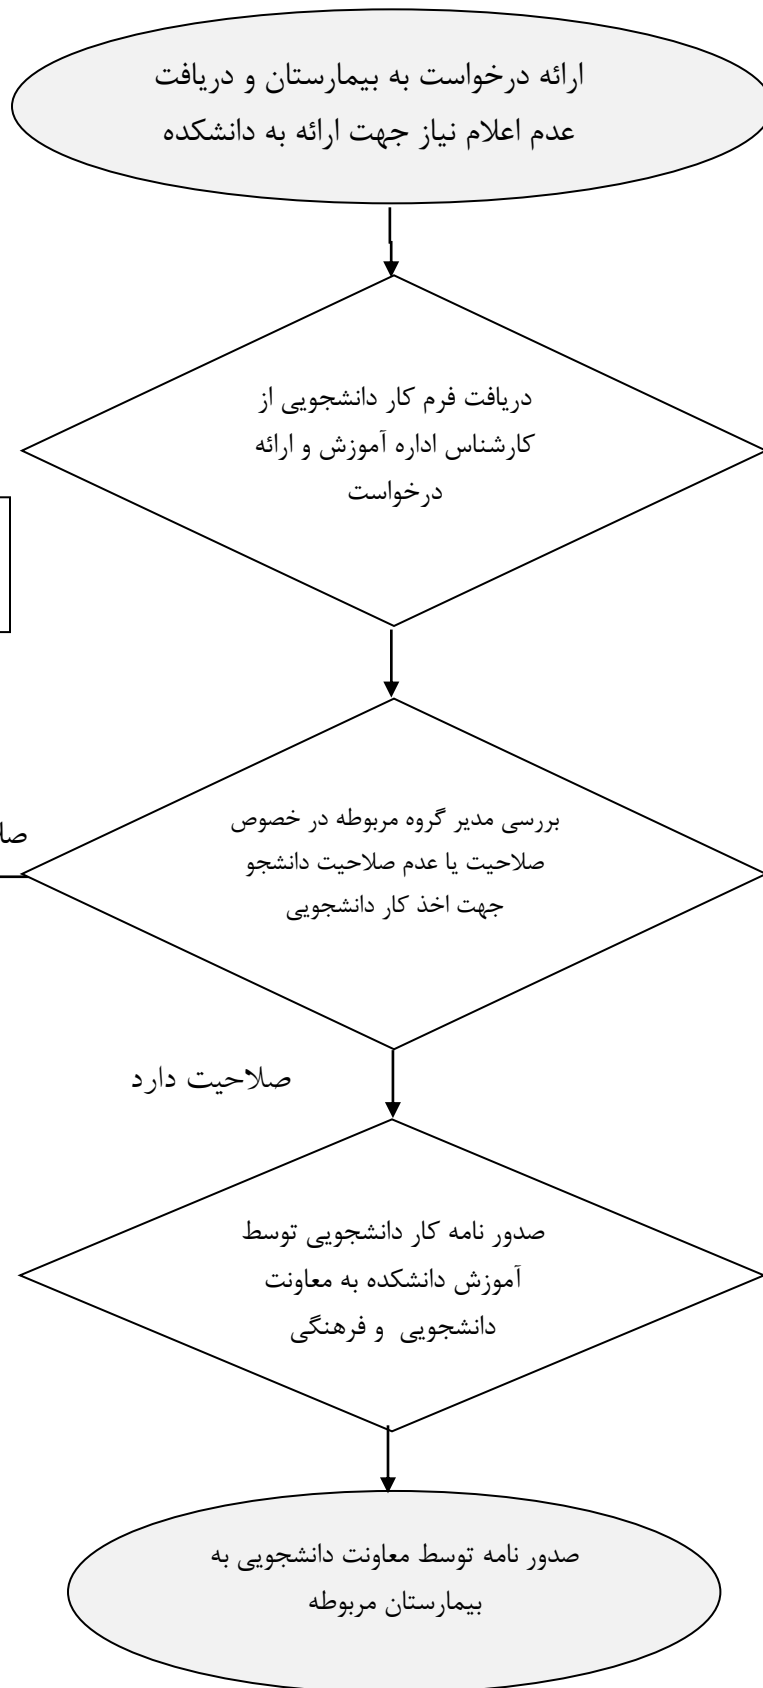 ارائه درخواست به بیمارستان و دریافت
عدم اعلام نیاز جهت ارائه به دانشکده
دریافت فرم کار دانشجویی از
کارشناس اداره آموزش و ارائه
درخواست
بررسی مدیر گروه مربوطه در خصوص
صلاحیت یا عدم صلاحیت دانشجو
جهت اخذ کار دانشجویی
صلاحیت دارد
صدور نامه کار دانشجویی توسط
آموزش دانشکده به معاونت
دانشجویی و فرهنگی
صدور نامه توسط معاونت دانشجویی به
بیمارستان مربوطه